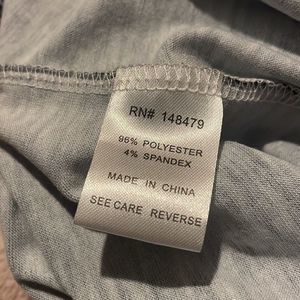 RN# 148479
96% POLYESTER
4% SPANDEX
MADE IN CHINA
SEE CARE REVERSE